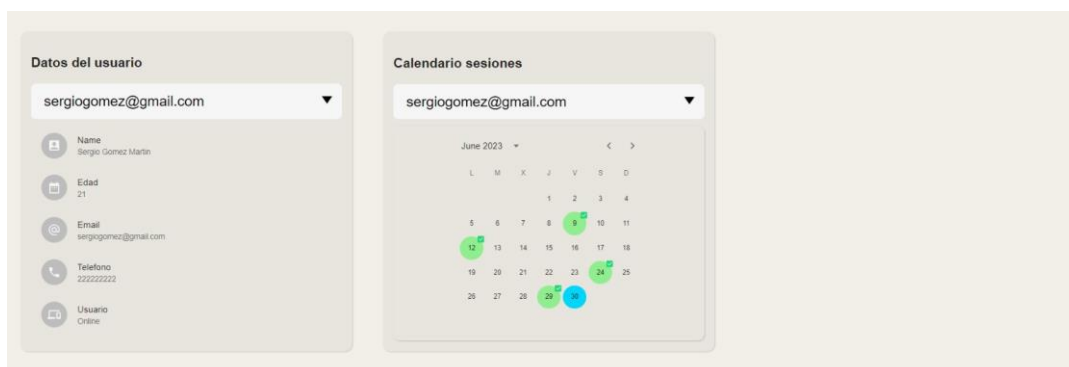 Datos del usuario
sergiogomez@gmail.com
Name
Sergio Gomez Martin
Edad
21
Email
sergiogomez@gmail.com
Telefono
222222222
Usuario
Online
Calendario sesiones
sergiogomez@gmail.com
June 2023
L M X J V S D
1 2 3 4
5 6 7 8 9 10 11
12 13 14 15 16 17 18
19 20 21 22 23 24 25
26 27 28 29 30